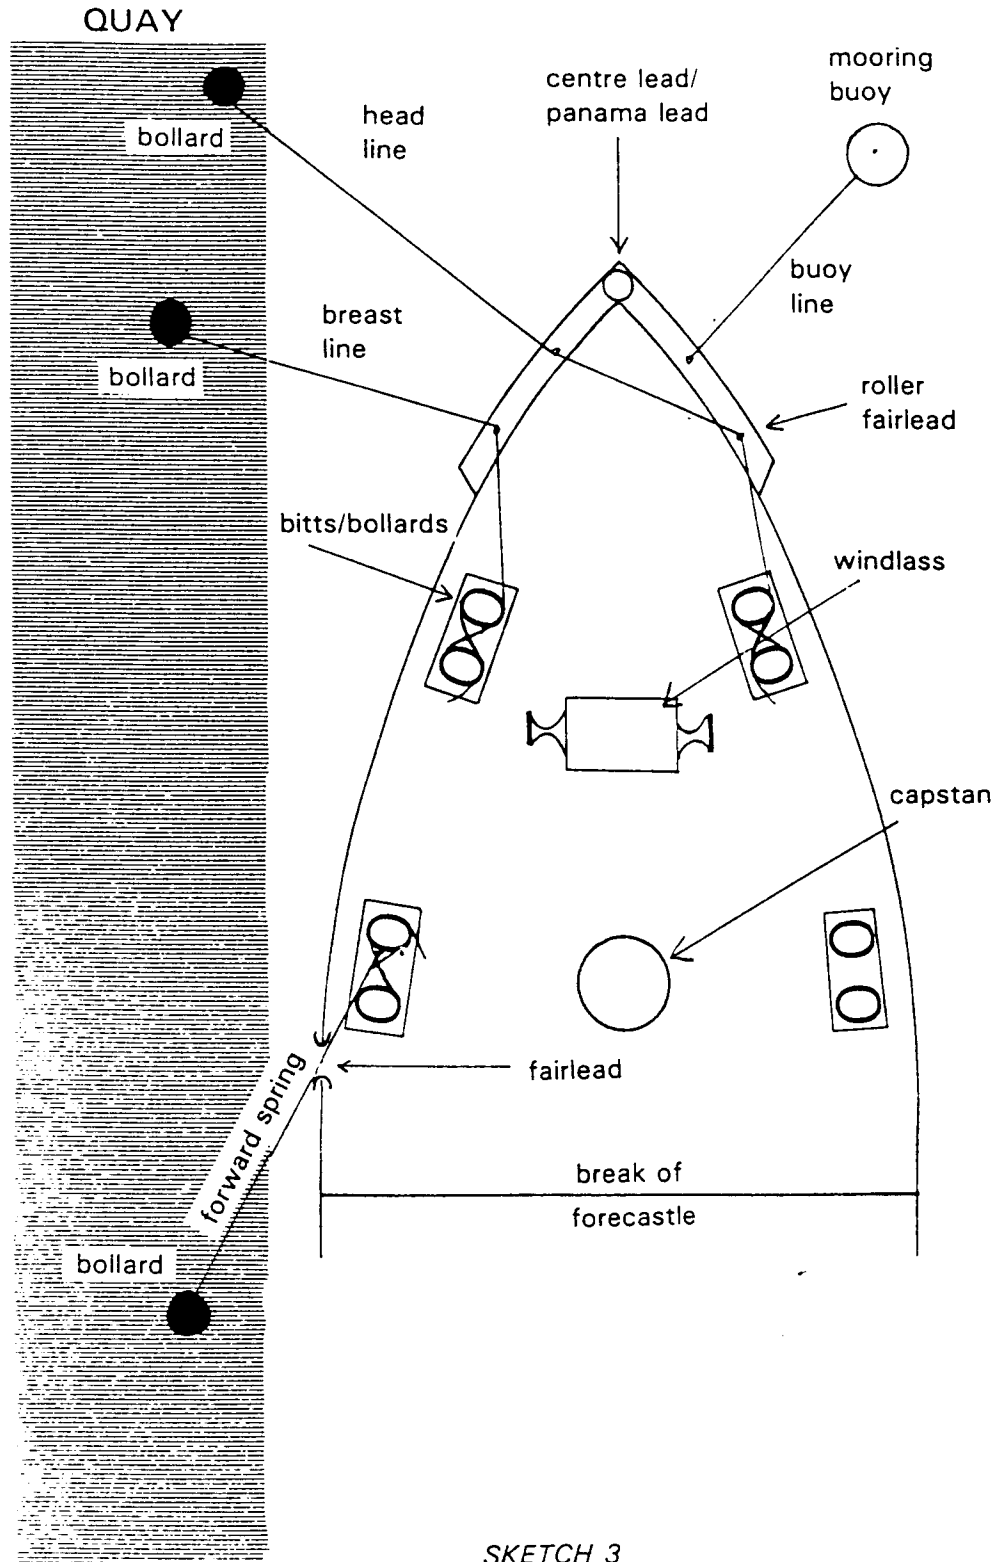 QUAY
mooring
buoy
centre lead/
panama lead
head
line
bollard
buoy
line
breast
line
bollard
roller
fairlead
bitts/bollards
windlass
capstan
fairlead
forward spring
break of
forecastle
bollard
SKETCH 3